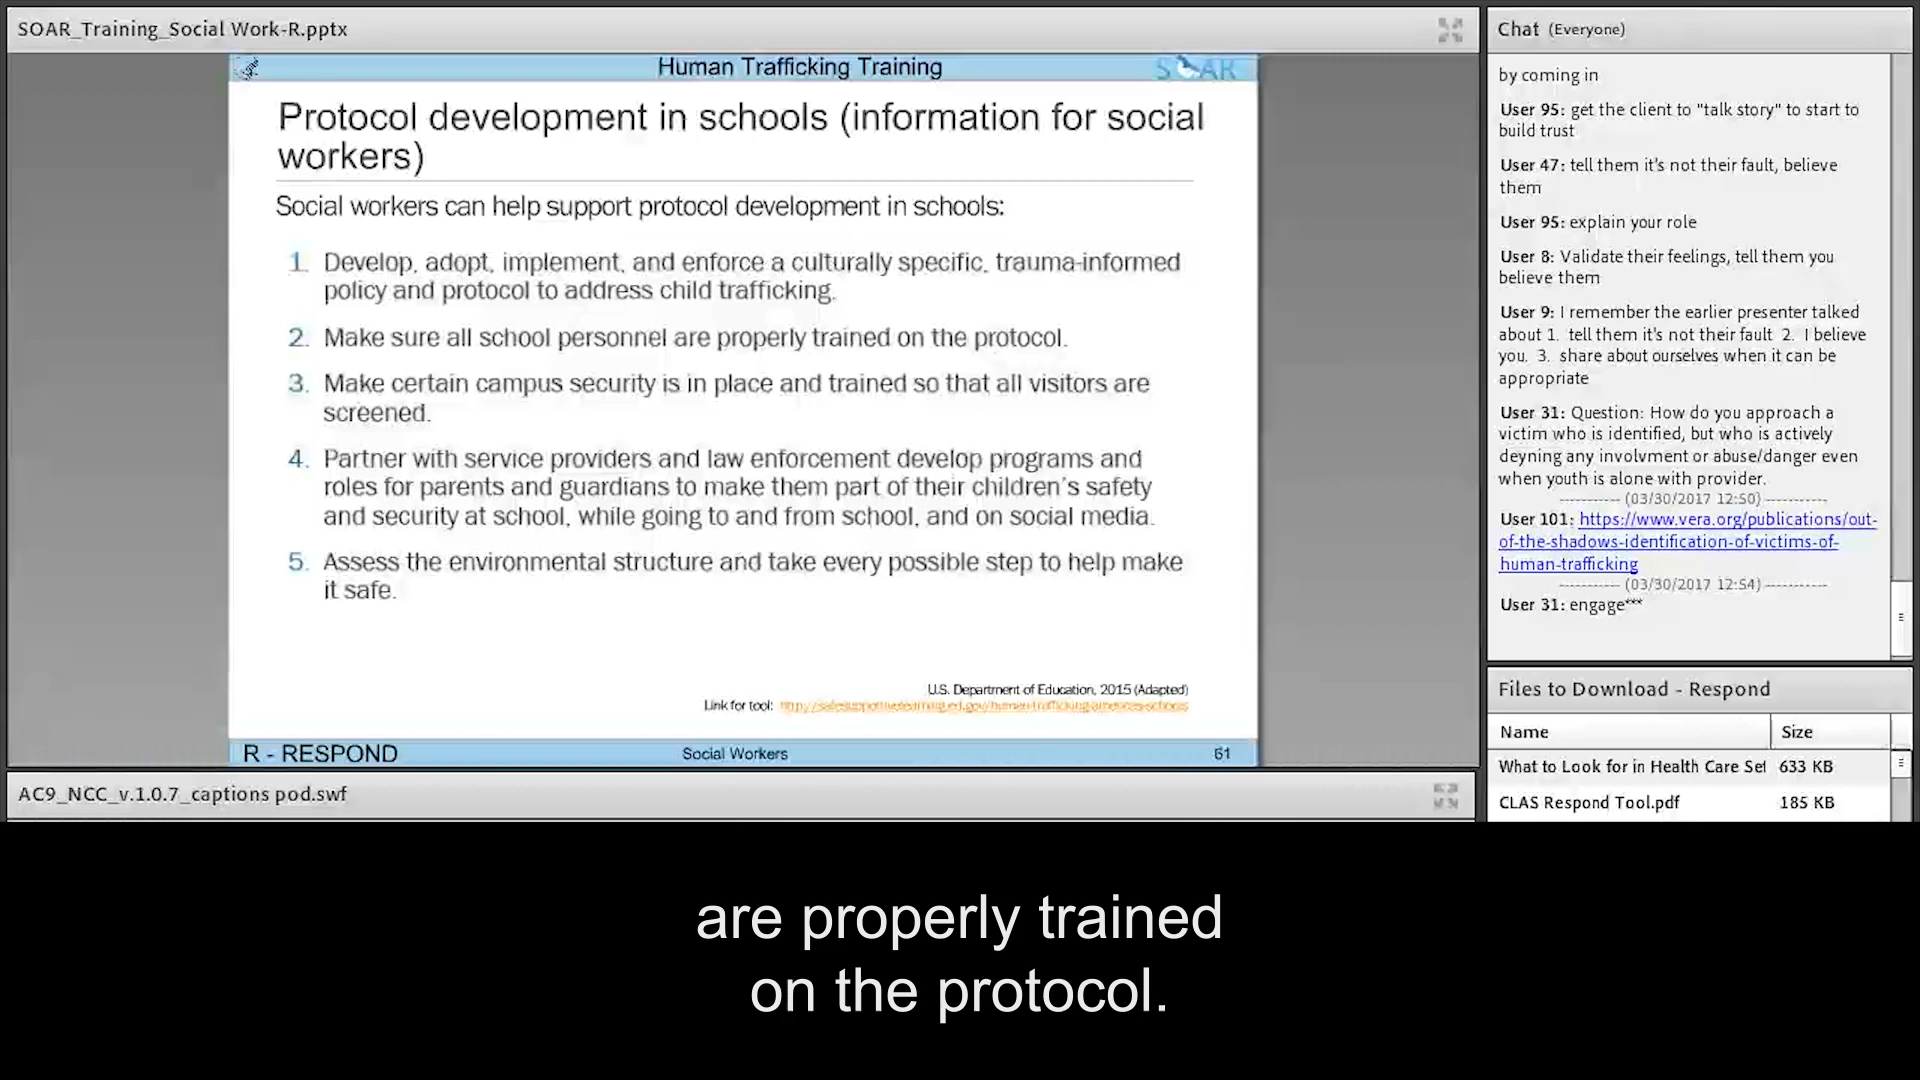 SOAR_Training_Social Work-R.pptx
Human Trafficking Training
SOAR
Protocol development in schools (information for social
workers)
Social workers can help support protocol development in schools:
1. Develop, adopt, implement, and enforce a culturally specific, trauma-informed
policy and protocol to address child trafficking.
2. Make sure all school personnel are properly trained on the protocol.
3. Make certain campus security is in place and trained so that all visitors are
screened.
4. Partner with service providers and law enforcement develop programs and
roles for parents and guardians to make them part of their children's safety
and security at school, while going to and from school, and on social media.
5. Assess the environmental structure and take every possible step to help make
it safe.
U.S. Department of Education, 2015 (Adapted)
Link for tool: http://safesupportivelearning.ed.gov/human-trafficking-americas-schools
R - RESPOND
Social Workers
61
AC9_NCC_v.1.0.7_captions pod.swf
are properly trained
on the protocol.
Chat (Everyone)
by coming in
User 95: get the client to "talk story" to start to
build trust
User 47: tell them it's not their fault, believe
them
User 95: explain your role
User 8: Validate their feelings, tell them you
believe them
User 9: I remember the earlier presenter talked
about 1. tell them it's not their fault 2. I believe
you. 3. share about ourselves when it can be
appropriate
User 31: Question: How do you approach a
victim who is identified, but who is actively
deyning any involvment or abuse/danger even
when youth is alone with provider.
---------- (03/30/2017 12:50) ----------
User 101: https://www.vera.org/publications/out-
of-the-shadows-identification-of-victims-of-
human-trafficking
---------- (03/30/2017 12:54) ----------
User 31: engage***
Files to Download - Respond
Name Size
What to Look for in Health Care Set 633 KB
CLAS Respond Tool.pdf 185 KB